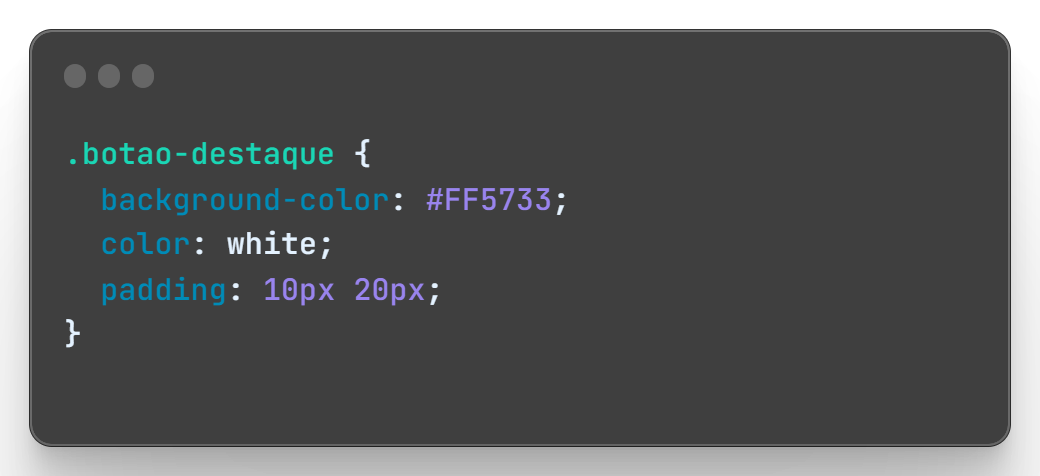 .botao-destaque {
  background-color: #FF5733;
  color: white;
  padding: 10px 20px;
}